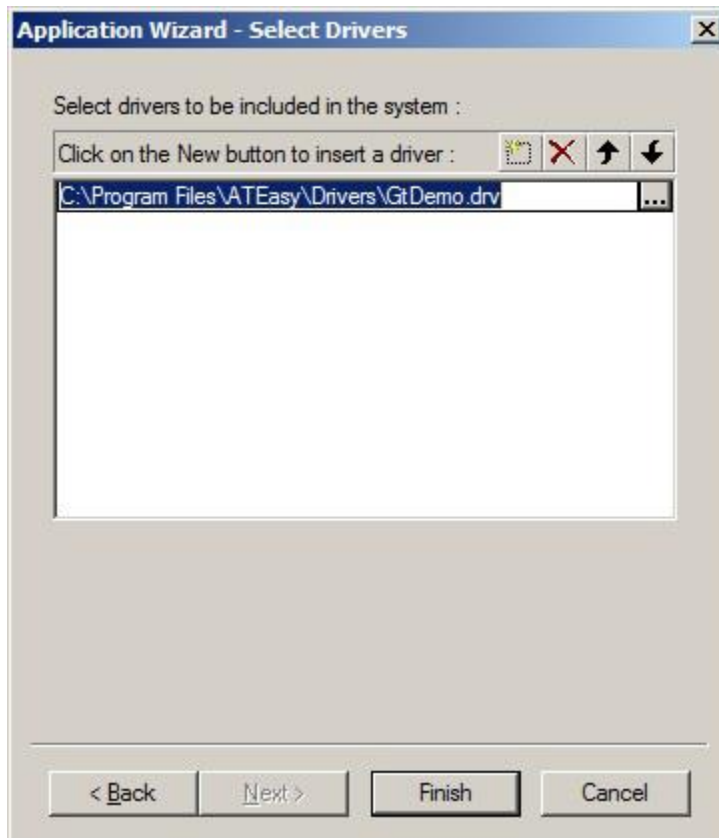 Application Wizard - Select Drivers
Select drivers to be included in the system :
Click on the New button to insert a driver :
C:\Program Files\ATEasy\Drivers\GtDemo.drv
...
< Back Next > Finish Cancel